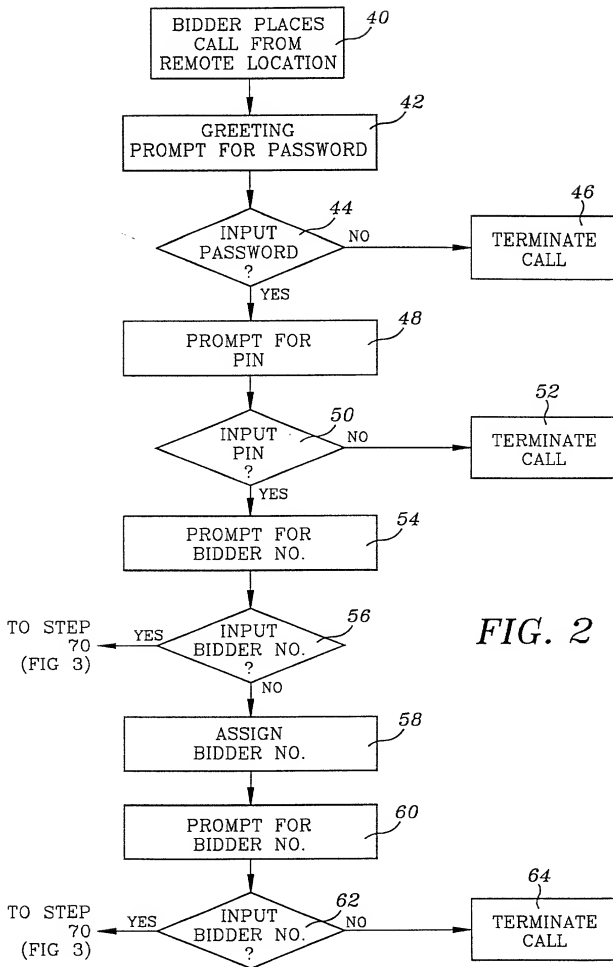 BIDDER PLACES
CALL FROM
REMOTE LOCATION
40
GREETING
PROMPT FOR PASSWORD
42
INPUT
PASSWORD
?
44
NO
YES
TERMINATE
CALL
46
PROMPT FOR
PIN
48
INPUT
PIN
?
50
NO
YES
TERMINATE
CALL
52
PROMPT FOR
BIDDER NO.
54
INPUT
BIDDER NO.
?
56
YES
TO STEP
70
(FIG 3)
NO
FIG. 2
ASSIGN
BIDDER NO.
58
PROMPT FOR
BIDDER NO.
60
INPUT
BIDDER NO.
?
62
YES
TO STEP
70
(FIG 3)
NO
TERMINATE
CALL
64